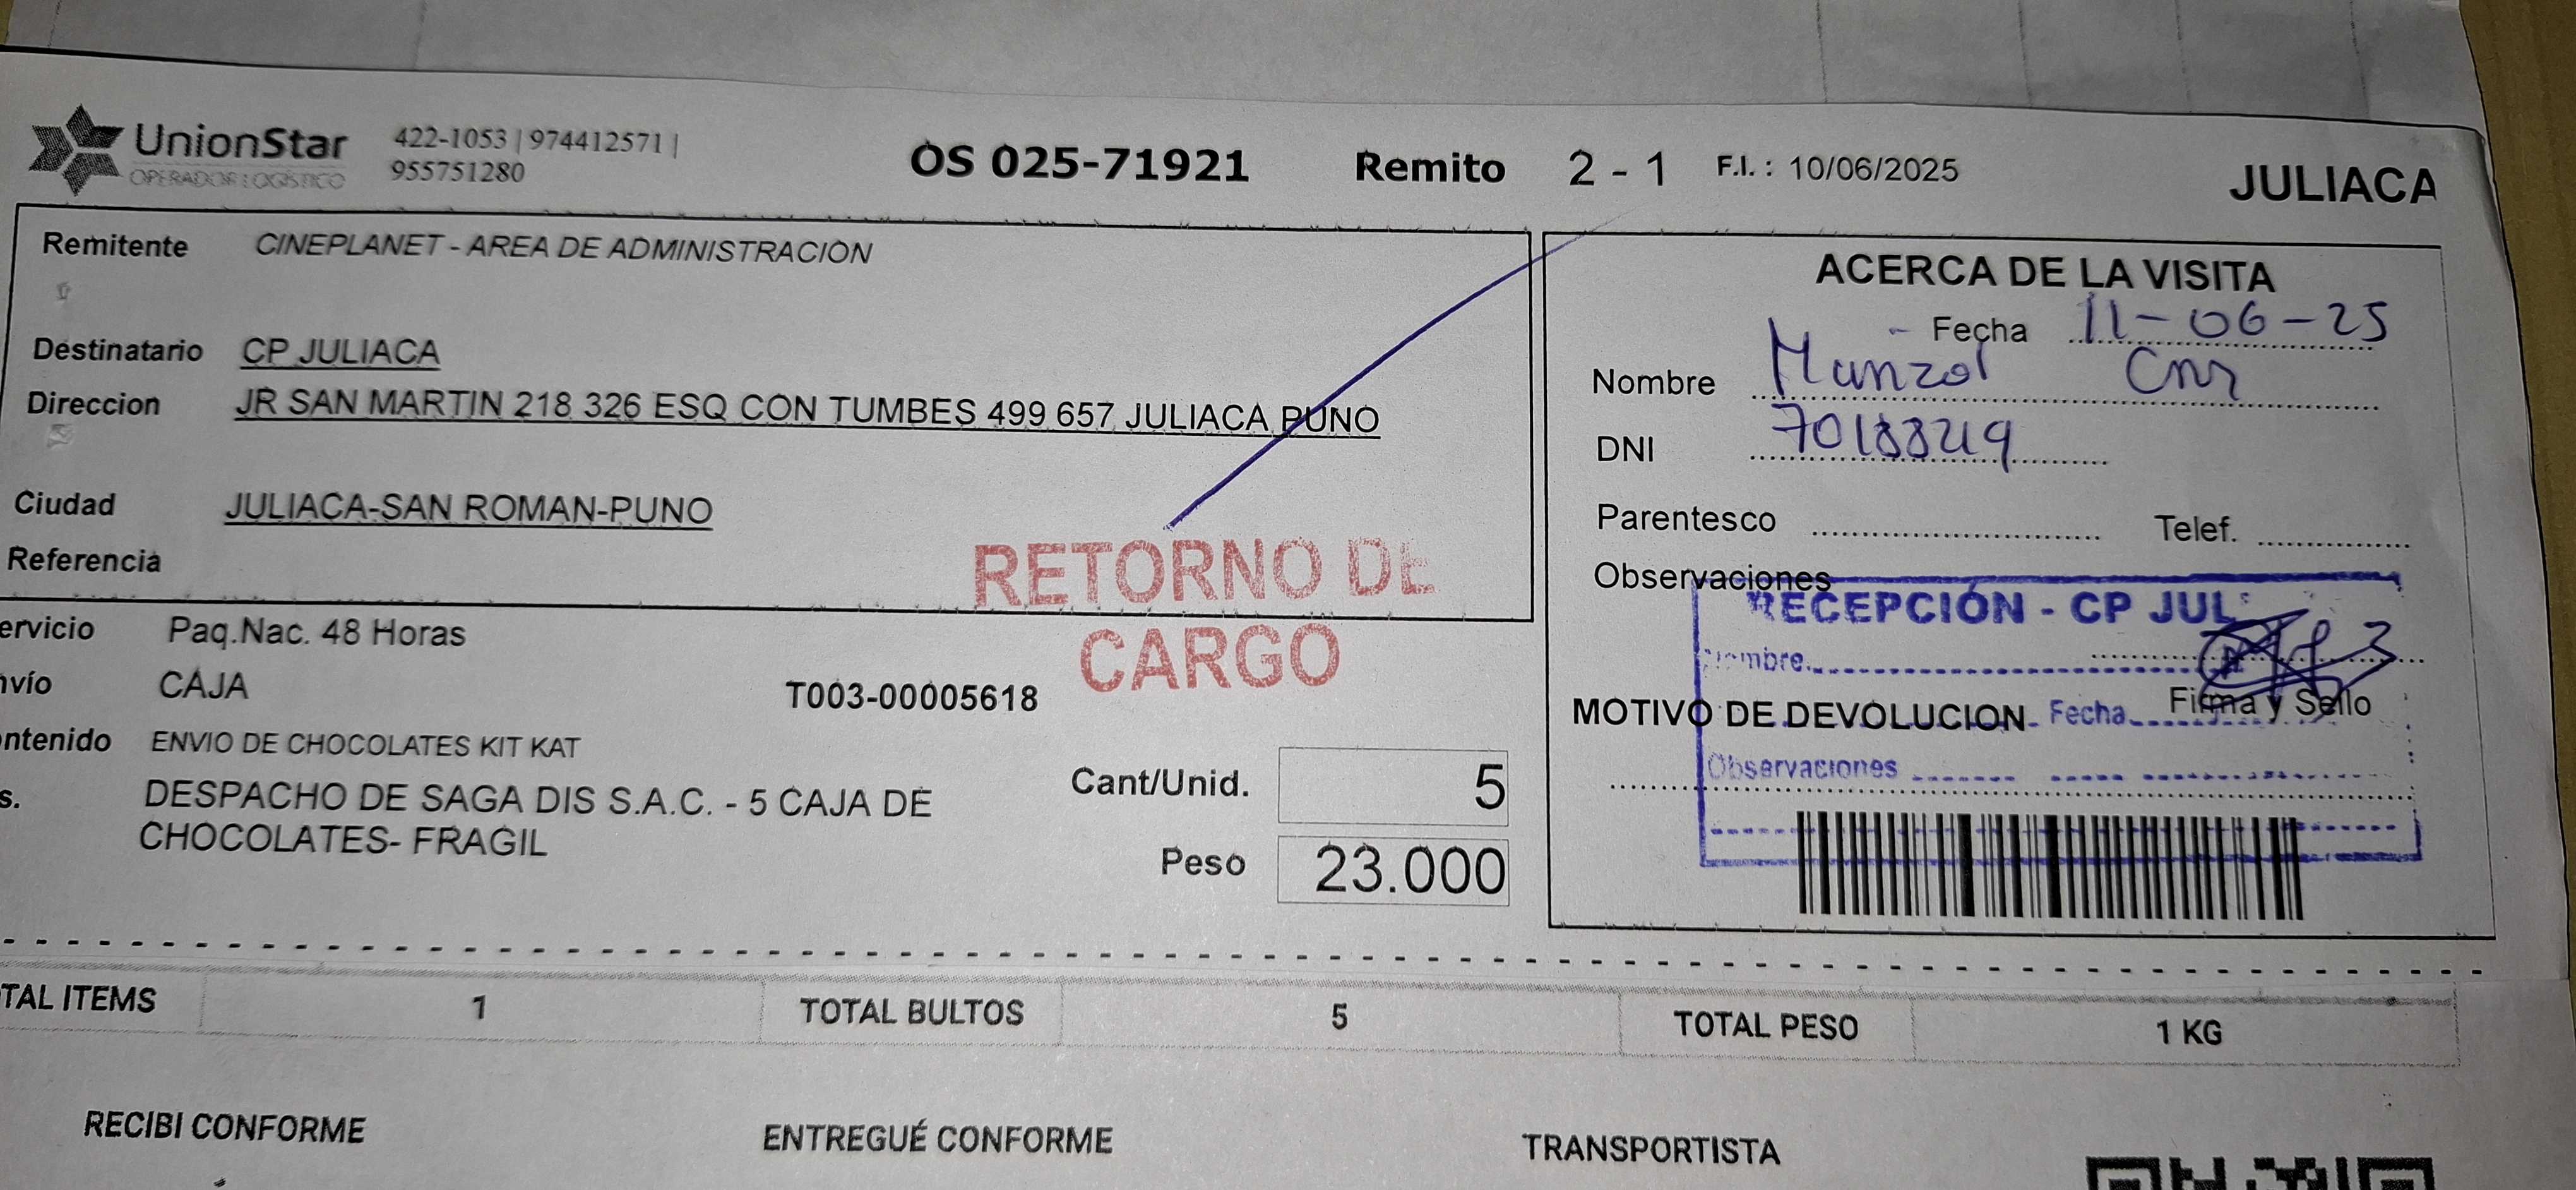 UnionStar
OPERADOR LOGÍSTICO
422-1053 | 974412571 |
955751280
OS 025-71921 Remito 2 - 1 F.I. : 10/06/2025 JULIACA
Remitente CINEPLANET - AREA DE ADMINISTRACION
Destinatario CP JULIACA
Direccion JR SAN MARTIN 218 326 ESQ CON TUMBES 499 657 JULIACA PUNO
Ciudad JULIACA-SAN ROMAN-PUNO
Referencia
RETORNO DE
CARGO
ervicio Paq.Nac. 48 Horas
nvío CAJA T003-00005618
ontenido ENVIO DE CHOCOLATES KIT KAT
s. DESPACHO DE SAGA DIS S.A.C. - 5 CAJA DE
CHOCOLATES- FRAGIL
Cant/Unid. 5
Peso 23.000
ACERCA DE LA VISITA
Fecha 11-06-25
Nombre
DNI
Parentesco Telef.
Observaciones
RECEPCIÓN - CP JUL
Nombre
Firma y Sello
MOTIVO DE DEVOLUCION Fecha
Observaciones
TAL ITEMS 1 TOTAL BULTOS 5 TOTAL PESO 1 KG
RECIBI CONFORME ENTREGUÉ CONFORME TRANSPORTISTA